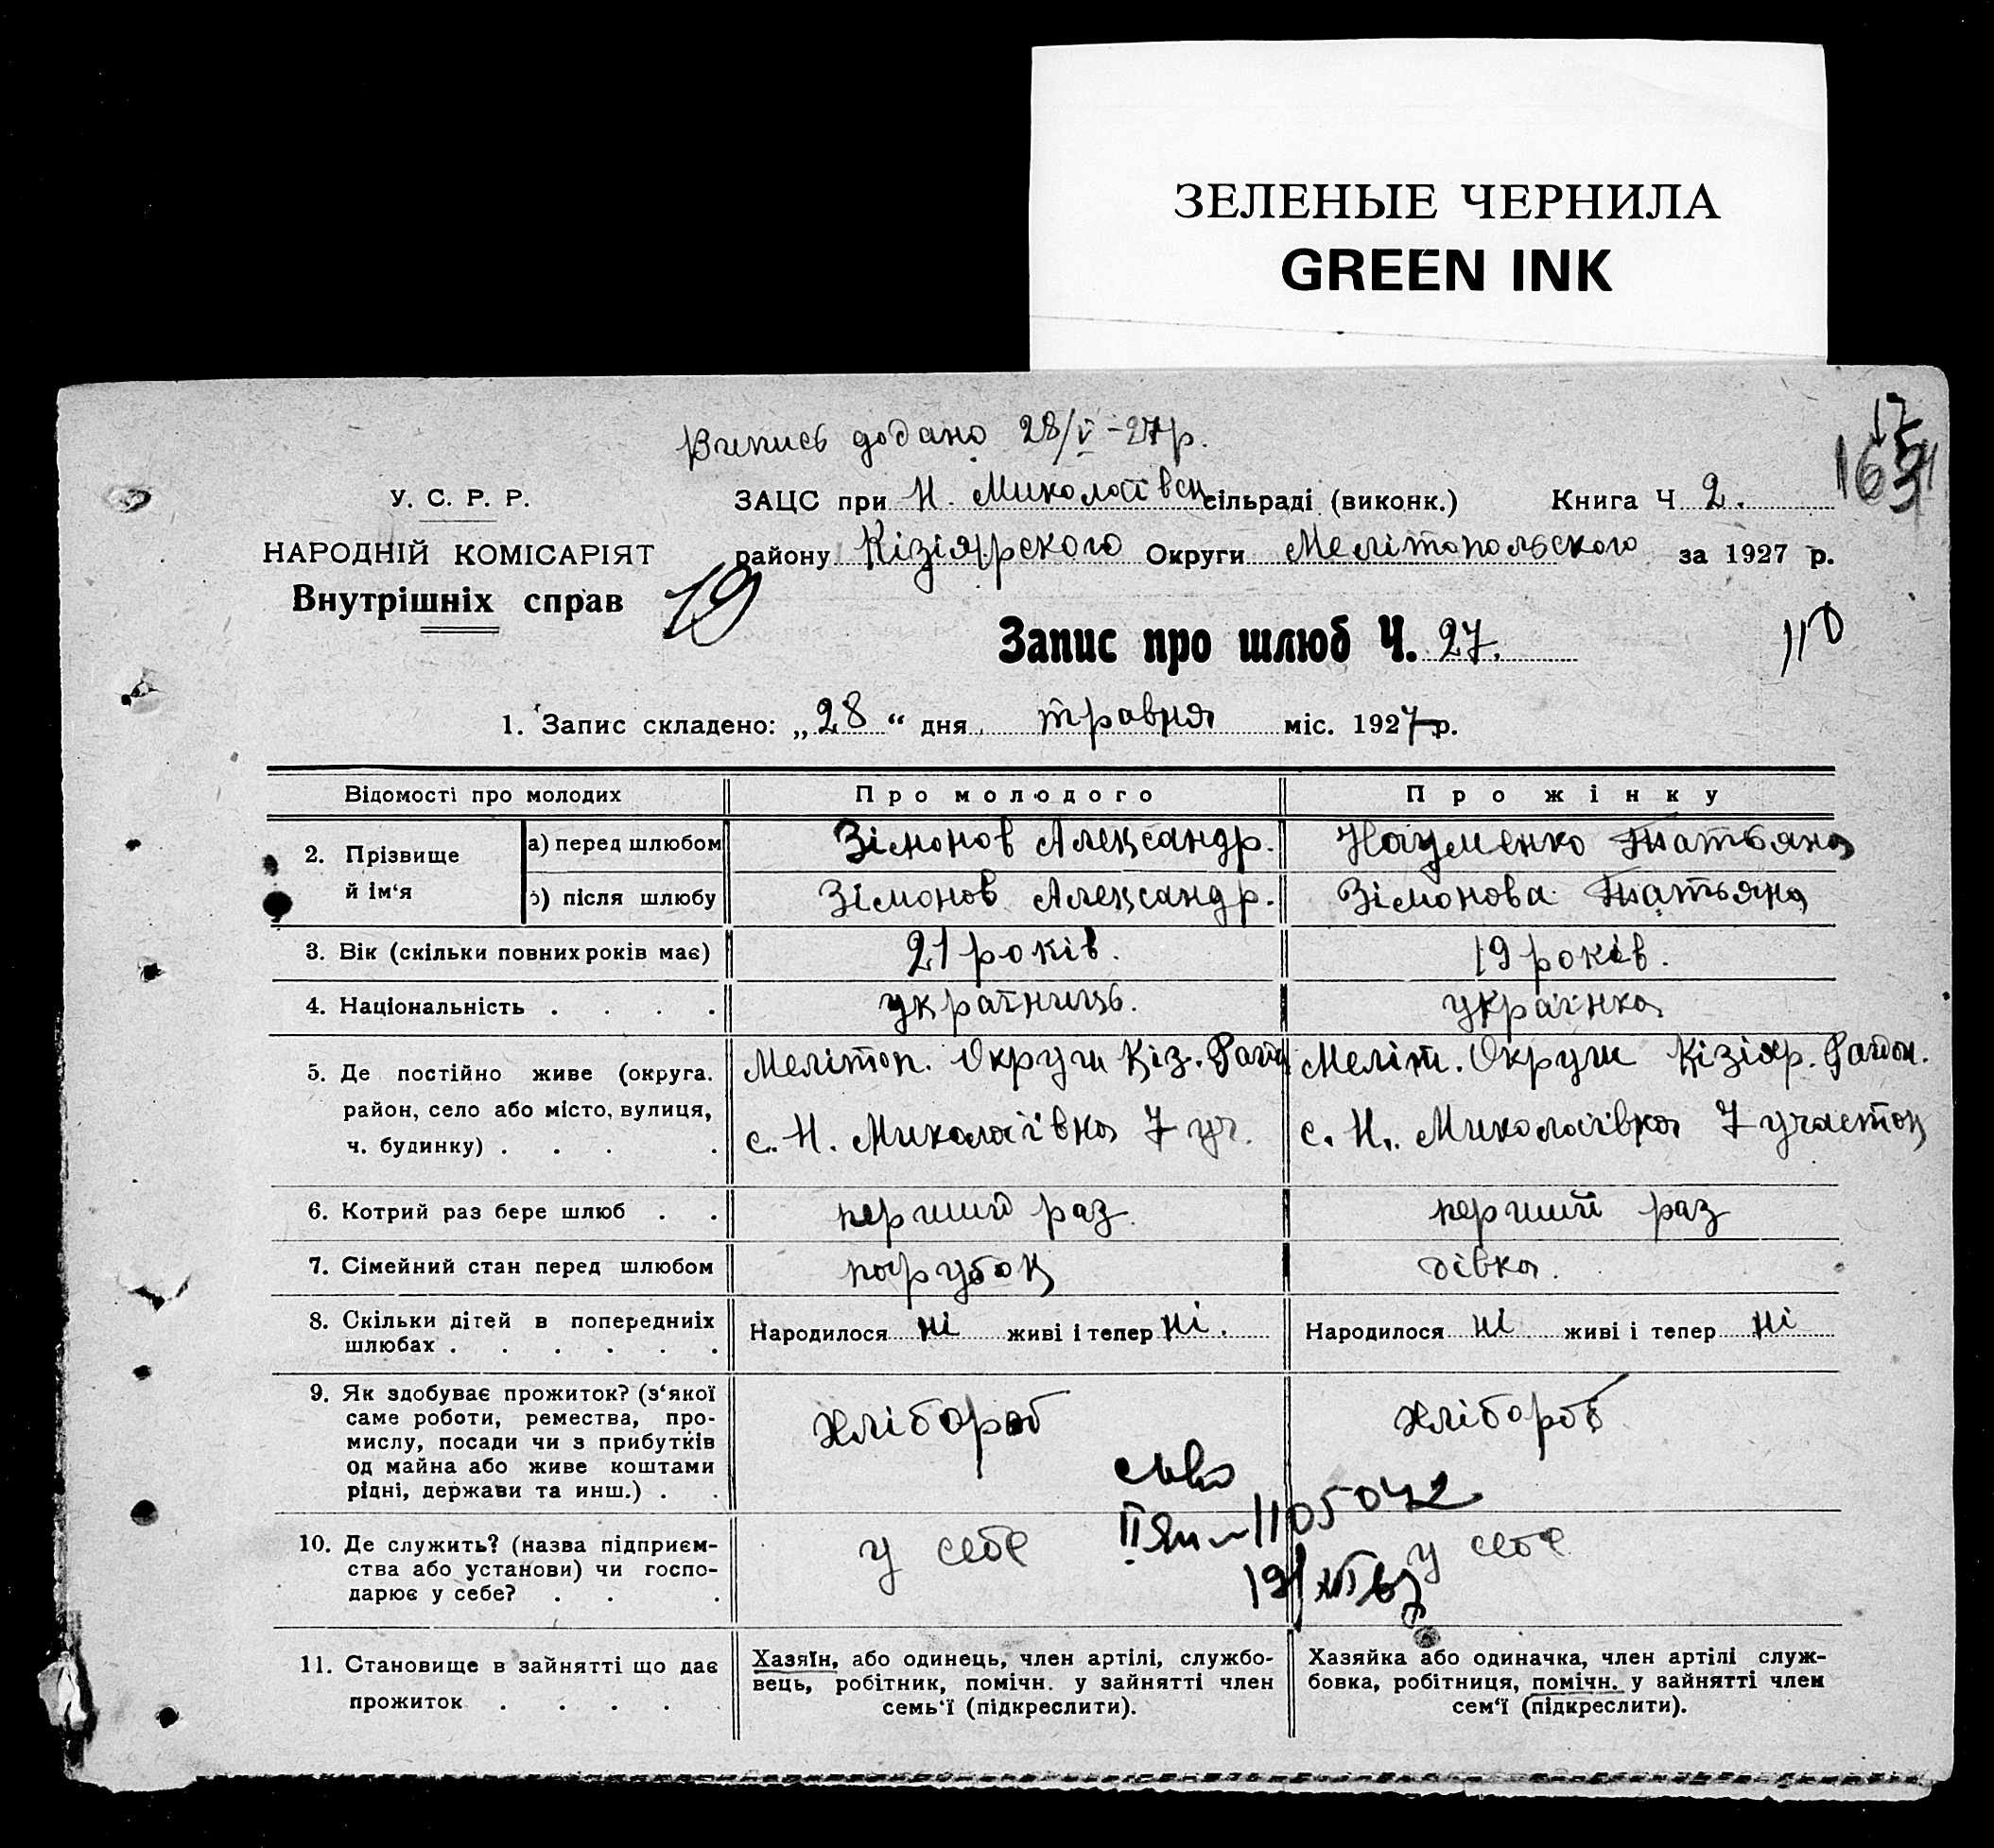 ЗЕЛЕНЫЕ ЧЕРНИЛА
GREEN INK
Випись додано 28/V-27р.
У. С. Р. Р.
НАРОДНІЙ КОМІСАРІЯТ
Внутрішніх справ
19
ЗАЦС при Н. Миколаївск сільраді (виконк.) Книга Ч 2.
району Кізіярського Округи Мелітопольського за 1927 р.
Запис про шлюб Ч. 27.
110
1. Запис складено: „28“ дня травня міс. 1927 р.
Відомості про молодих Про молодого Про жінку
2. Прізвище й ім‘я
а) перед шлюбом Зімонов Александр. Науменко Татьяна
б) після шлюбу Зімонов Александр. Зімонова Татьяна
3. Вік (скільки повних років має) 21 років. 19 років.
4. Національність . . . . україниць. українка
5. Де постійно живе (округа. район, село або місто, вулиця, ч. будинку) . . . .
Меліттоп. Округи Кіз. Райо Меліт. Округи Кізіяр. Район.
с. Н. Миколаївка 7 уч. с. Н. Миколаївка 7 участок
6. Котрий раз бере шлюб . . перший раз. перший раз
7. Сімейний стан перед шлюбом парубок дівка.
8. Скільки дітей в попередниіх шлюбах . . . . . .
Народилося ні живі і тепер ні. Народилося ні живі і тепер ні
9. Як здобуває прожиток? (з‘якої
саме роботи, ремества, про-
мислу, посади чи з прибутків
од майна або живе коштами
рідні, держави та инш.) . .
хлібороб хлібороб
1105042
10. Де служить? (назва підприєм-
ства або установи) чи госпо-
дарює у себе? . . .
у себе у себе
11. Становище в зайнятті що дає
прожиток . . . . .
Хазяїн, або одинець, член артілі, службо-
вець, робітник, помічн. у зайнятті член
семь‘ї (підкреслити).
Хазяйка або одиначка, член артілі служ-
бовка, робітниця, помічн. у зайнятті член
сем‘ї (підкреслити).